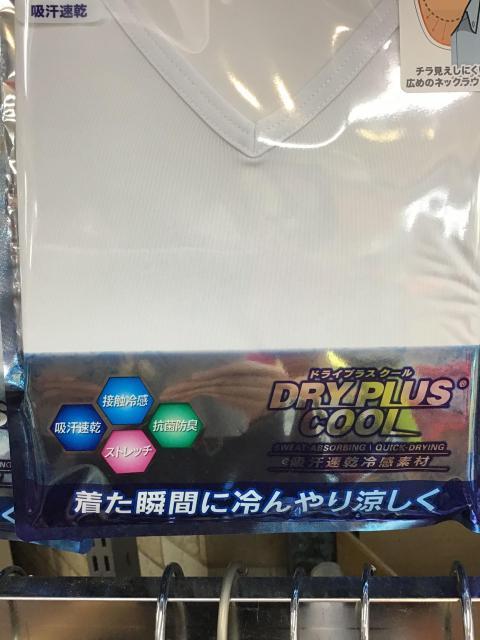 吸汗速乾
チラ見えしにくい
広めのネックラウ
ドライプラス クール
DRY PLUS
COOL
SWEAT-ABSORBING \ QUICK-DRYING
吸汗速乾冷感素材
接触冷感
吸汗速乾
抗菌防臭
ストレッチ
着た瞬間に冷んやり涼しく